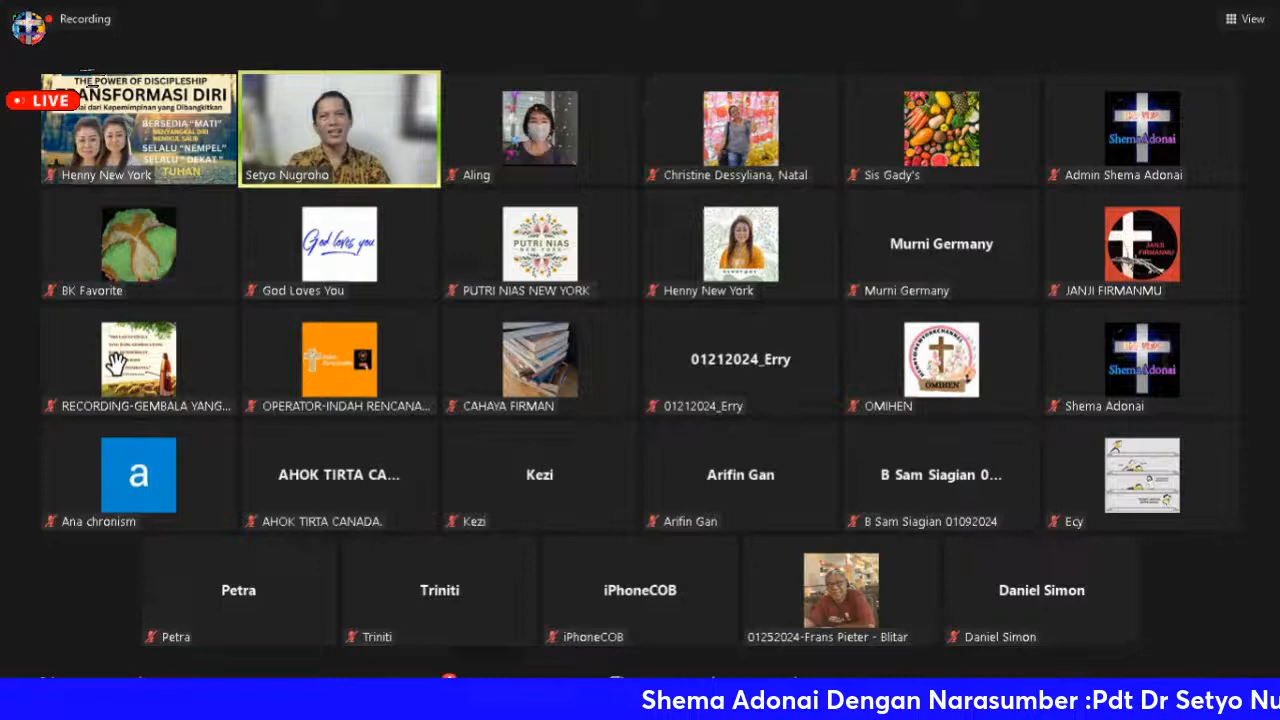 Recording
View
THE POWER OF DISCIPLESHIP
TRANSFORMASI DIRI
LIVE
BERSEDIA "MATI"
MENYANGKAL DIRI
MEMIKUL SALIB
SELALU "NEMPEL"
SELALU "DEKAT"
TUHAN
Henny New York
Setyo Nugroho
Aling
Christine Dessyliana, Natal
Sis Gady's
Shema Adonai
Admin Shema Adonai
BK Favorite
God loves you
God Loves You
PUTRI NIAS
NEW YORK
PUTRI NIAS NEW YORK
Henny New York
Murni Germany
Murni Germany
JANJI
FIRMANMU
JANJI FIRMANMU
RECORDING-GEMBALA YANG...
OPERATOR-INDAH RENCANA...
CAHAYA FIRMAN
01212024_Erry
01212024_Erry
OMIHEN
OMIHEN
Shema Adonai
Shema Adonai
a
Ana chronism
AHOK TIRTA CA...
AHOK TIRTA CANADA.
Kezi
Kezi
Arifin Gan
Arifin Gan
B Sam Siagian 0...
B Sam Siagian 01092024
Ecy
Petra
Petra
Triniti
Triniti
iPhoneCOB
iPhoneCOB
01252024-Frans Pieter - Blitar
Daniel Simon
Daniel Simon
Shema Adonai Dengan Narasumber :Pdt Dr Setyo Nu